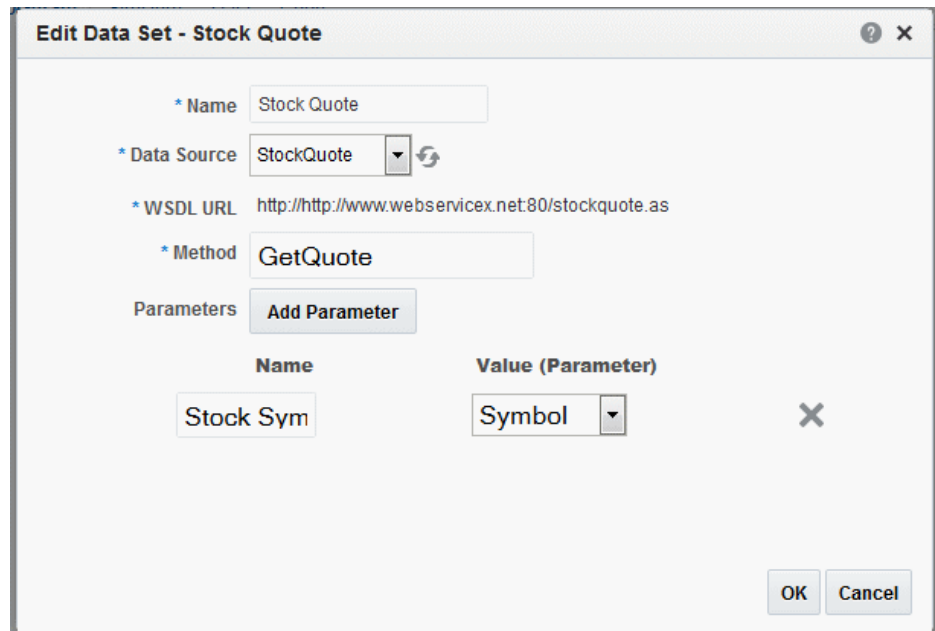 Edit Data Set - Stock Quote
* Name Stock Quote
* Data Source StockQuote
* WSDL URL http://http://www.webservicex.net:80/stockquote.as
* Method GetQuote
Parameters Add Parameter
Name Value (Parameter)
Stock Sym Symbol
OK Cancel